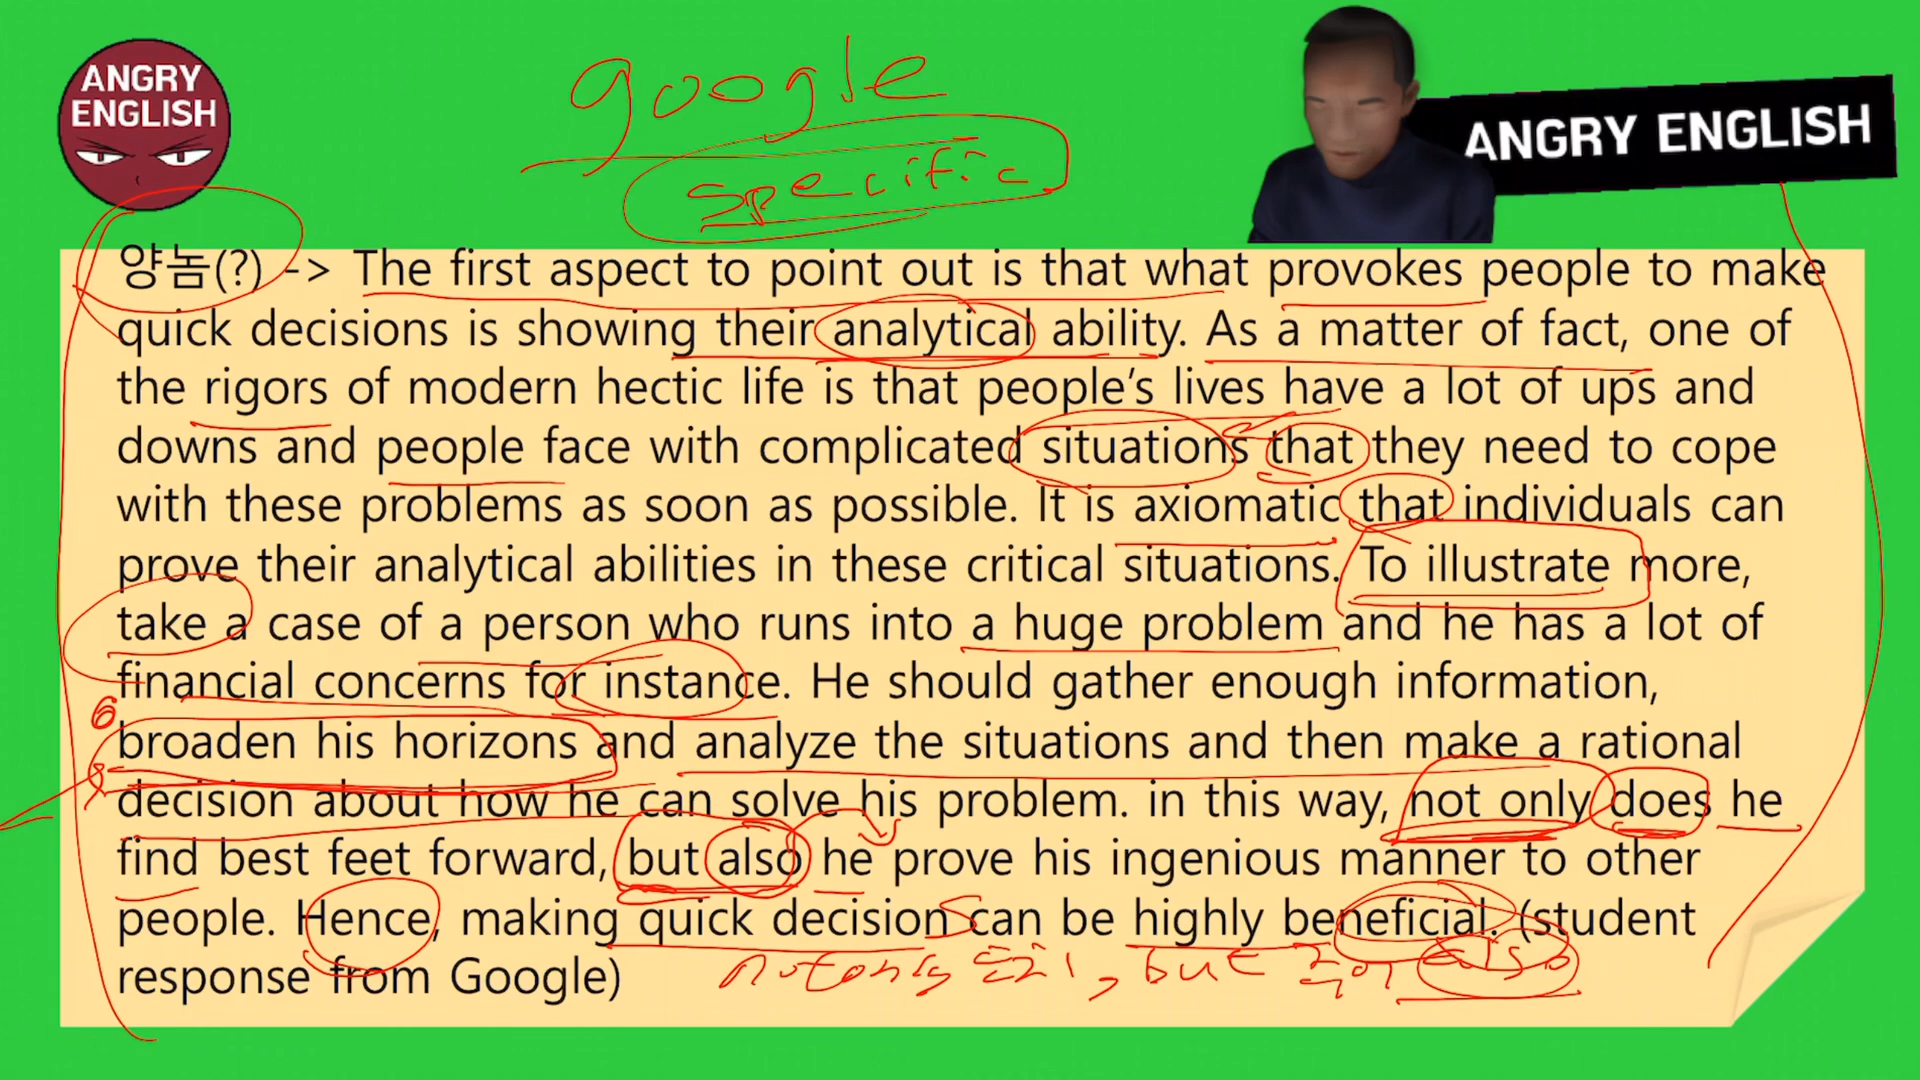 ANGRY
ENGLISH
google
specific
ANGRY ENGLISH
양놈(?) -> The first aspect to point out is that what provokes people to make
quick decisions is showing their analytical ability. As a matter of fact, one of
the rigors of modern hectic life is that people's lives have a lot of ups and
downs and people face with complicated situations that they need to cope
with these problems as soon as possible. It is axiomatic that individuals can
prove their analytical abilities in these critical situations. To illustrate more,
take a case of a person who runs into a huge problem and he has a lot of
financial concerns for instance. He should gather enough information,
6
broaden his horizons and analyze the situations and then make a rational
decision about how he can solve his problem. in this way, not only does he
find best feet forward, but also he prove his ingenious manner to other
people. Hence, making quick decisions can be highly beneficial. (student
response from Google)
not only , but also